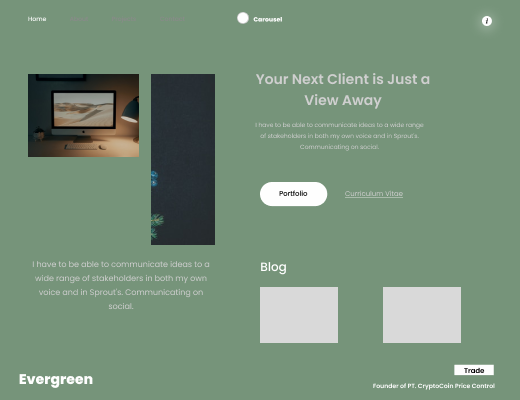 Home
Carousel
i
Your Next Client is Just a
View Away
I have to be able to communicate ideas to a wide range
of stakeholders in both my own voice and in Sprout's.
Communicating on social.
Portfolio
Curriculum Vitae
I have to be able to communicate ideas to a
wide range of stakeholders in both my own
voice and in Sprout's. Communicating on
social.
Blog
Evergreen
Trade
Founder of PT. CryptoCoin Price Control